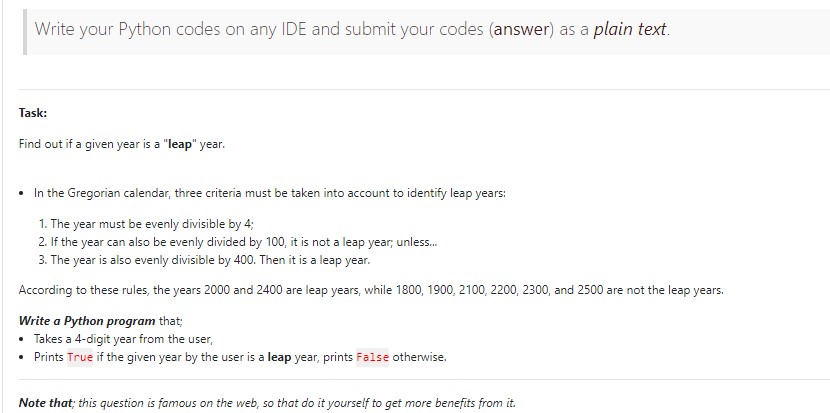 Write your Python codes on any IDE and submit your codes (answer) as a plain text.
Task:
Find out if a given year is a "leap" year.
• In the Gregorian calendar, three criteria must be taken into account to identify leap years:
1. The year must be evenly divisible by 4;
2. If the year can also be evenly divided by 100, it is not a leap year; unless...
3. The year is also evenly divisible by 400. Then it is a leap year.
According to these rules, the years 2000 and 2400 are leap years, while 1800, 1900, 2100, 2200, 2300, and 2500 are not the leap years.
Write a Python program that;
• Takes a 4-digit year from the user,
• Prints True if the given year by the user is a leap year, prints False otherwise.
Note that; this question is famous on the web, so that do it yourself to get more benefits from it.